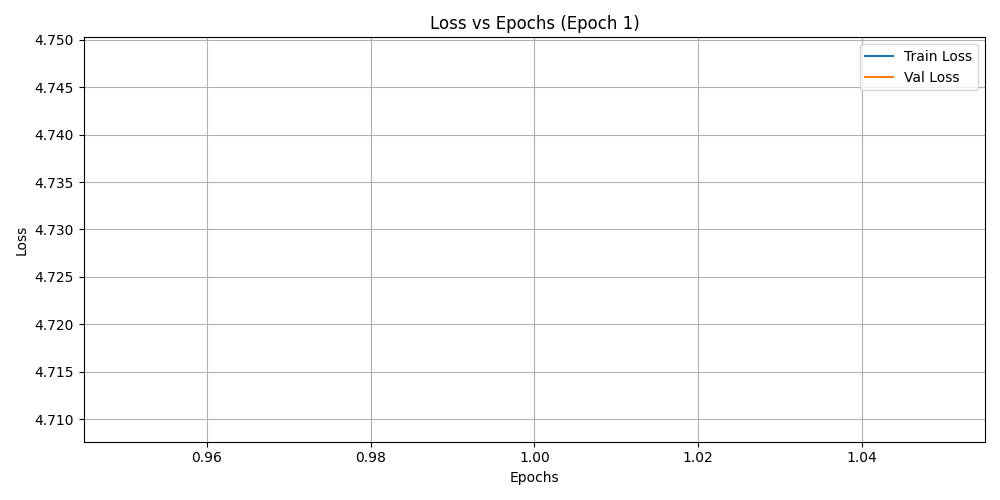 Loss vs Epochs (Epoch 1)
Train Loss
Val Loss
4.750
4.745
4.740
4.735
4.730
4.725
4.720
4.715
4.710
Loss
0.96
0.98
1.00
1.02
1.04
Epochs